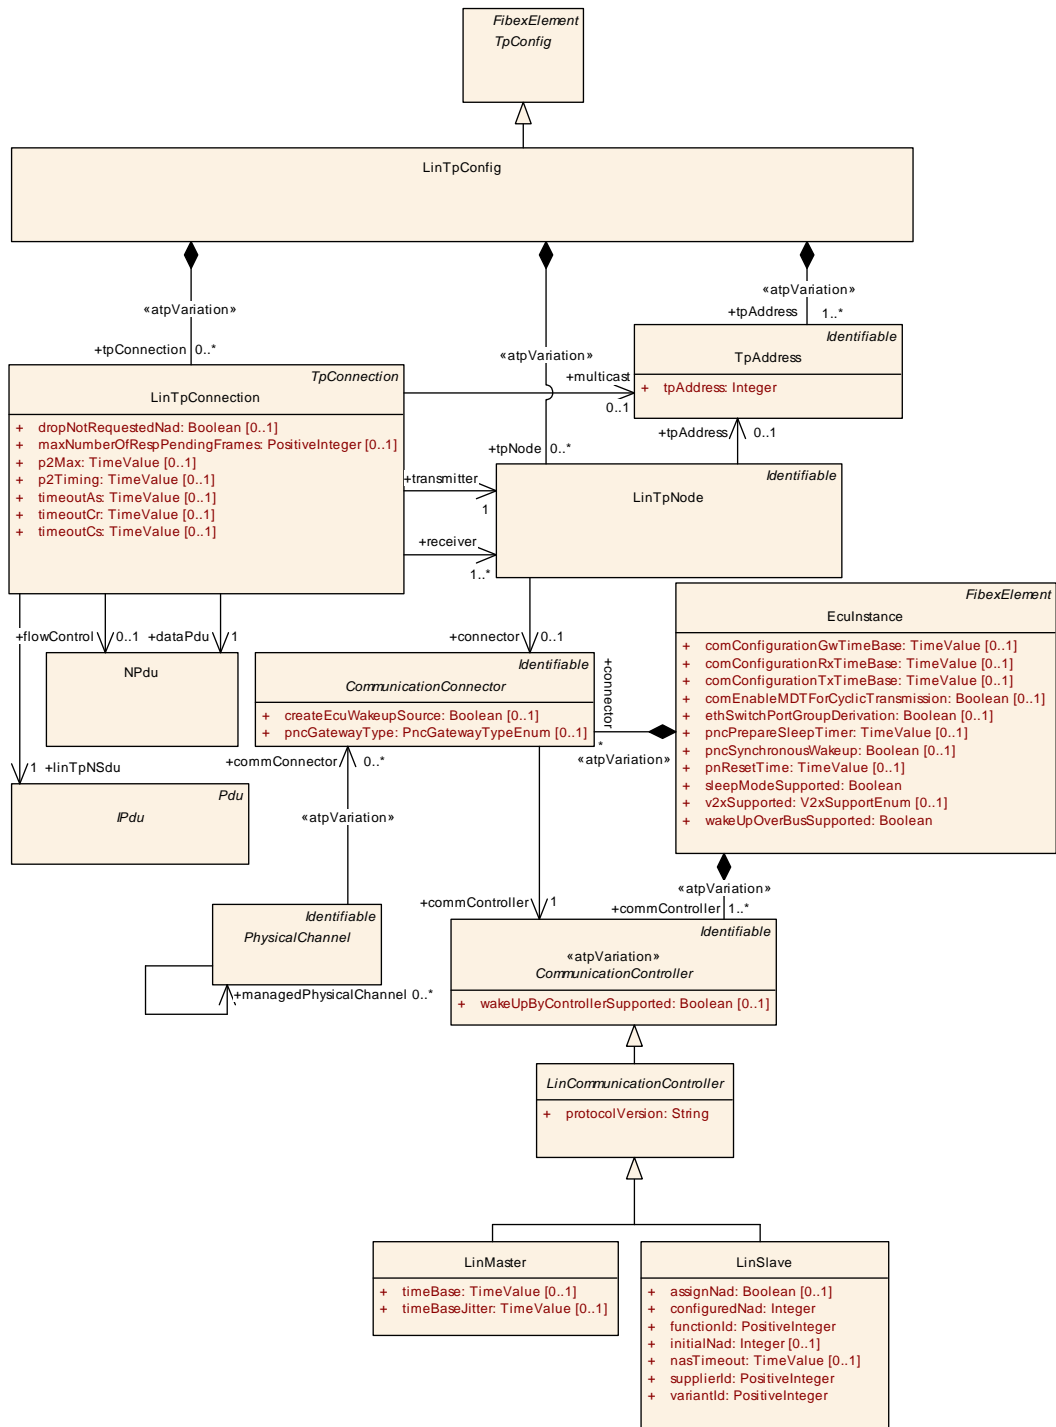 FibexElement
TpConfig
LinTpConfig
«atpVariation»
+tpConnection 0..*
«atpVariation»
+tpNode 0..*
«atpVariation»
+tpAddress 1..*
Identifiable
TpAddress
+ tpAddress: Integer
TpConnection
LinTpConnection
+ dropNotRequestedNad: Boolean [0..1]
+ maxNumberOfRespPendingFrames: PositiveInteger [0..1]
+ p2Max: TimeValue [0..1]
+ p2Timing: TimeValue [0..1]
+ timeoutAs: TimeValue [0..1]
+ timeoutCr: TimeValue [0..1]
+ timeoutCs: TimeValue [0..1]
+multicast
0..1
+tpAddress 0..1
+transmitter
1
+receiver
1..*
Identifiable
LinTpNode
+flowControl 0..1
+dataPdu 1
NPdu
1 +linTpNSdu
Pdu
IPdu
+connector 0..1
Identifiable
CommunicationConnector
+ createEcuWakeupSource: Boolean [0..1]
+ pncGatewayType: PncGatewayTypeEnum [0..1]
+connector
*
«atpVariation»
FibexElement
EcuInstance
+ comConfigurationGwTimeBase: TimeValue [0..1]
+ comConfigurationRxTimeBase: TimeValue [0..1]
+ comConfigurationTxTimeBase: TimeValue [0..1]
+ comEnableMDTForCyclicTransmission: Boolean [0..1]
+ ethSwitchPortGroupDerivation: Boolean [0..1]
+ pncPrepareSleepTimer: TimeValue [0..1]
+ pncSynchronousWakeup: Boolean [0..1]
+ pnResetTime: TimeValue [0..1]
+ sleepModeSupported: Boolean
+ v2xSupported: V2xSupportEnum [0..1]
+ wakeUpOverBusSupported: Boolean
+commConnector 0..*
«atpVariation»
Identifiable
PhysicalChannel
+managedPhysicalChannel 0..*
+commController 1
«atpVariation»
+commController 1..*
Identifiable
«atpVariation»
CommunicationController
+ wakeUpByControllerSupported: Boolean [0..1]
LinCommunicationController
+ protocolVersion: String
LinMaster
+ timeBase: TimeValue [0..1]
+ timeBaseJitter: TimeValue [0..1]
LinSlave
+ assignNad: Boolean [0..1]
+ configuredNad: Integer
+ functionId: PositiveInteger
+ initialNad: Integer [0..1]
+ nasTimeout: TimeValue [0..1]
+ supplierId: PositiveInteger
+ variantId: PositiveInteger